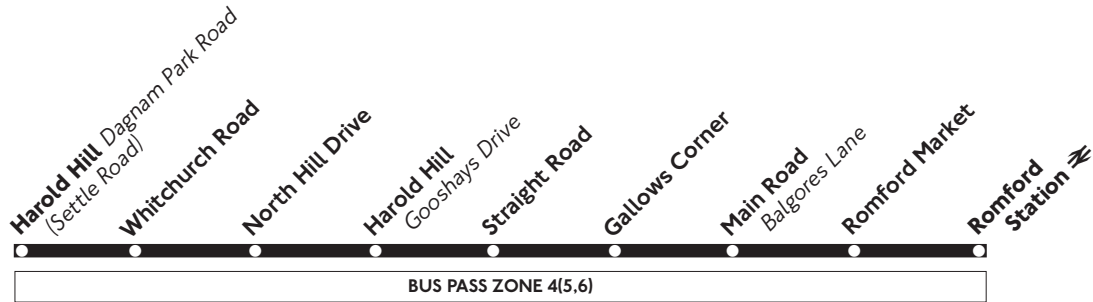 Harold Hill Dagnam Park Road
(Settle Road)
Whitchurch Road
North Hill Drive
Harold Hill
Gooshays Drive
Straight Road
Gallows Corner
Main Road
Balgores Lane
Romford Market
Romford
Station
BUS PASS ZONE 4(5,6)